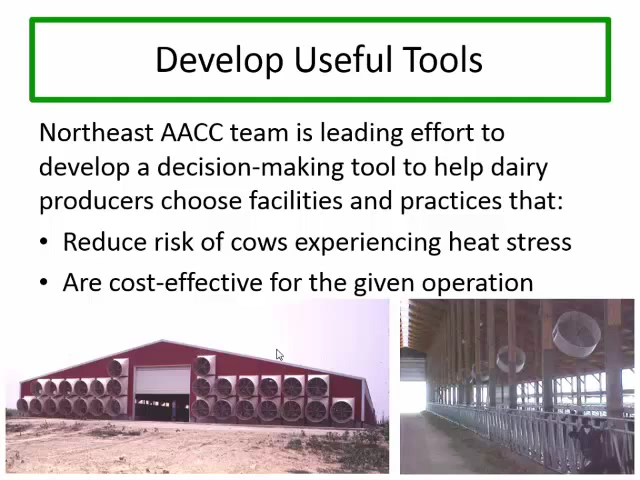 Develop Useful Tools
Northeast AACC team is leading effort to
develop a decision-making tool to help dairy
producers choose facilities and practices that:
• Reduce risk of cows experiencing heat stress
• Are cost-effective for the given operation